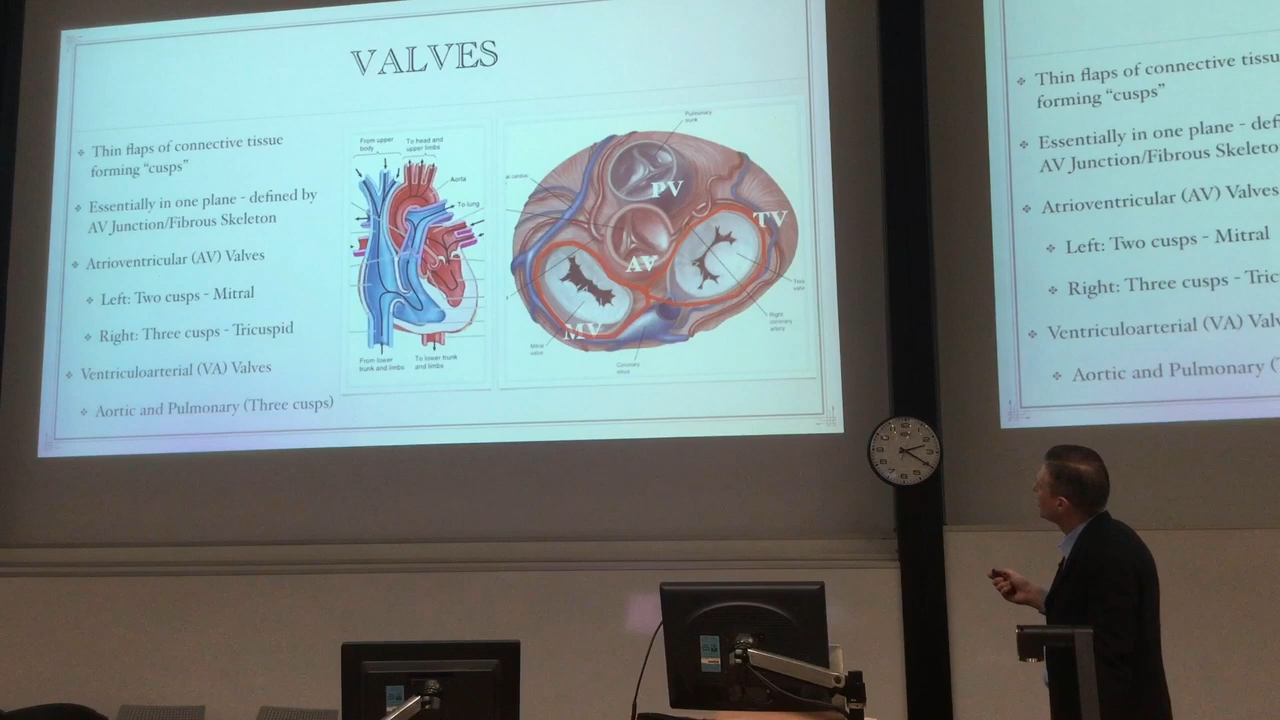 VALVES
Thin flaps of connective tissue
forming “cusps”
Essentially in one plane - defined by
AV Junction/Fibrous Skeleton
Atrioventricular (AV) Valves
Left: Two cusps - Mitral
Right: Three cusps - Tricuspid
Ventriculoarterial (VA) Valves
Aortic and Pulmonary (Three cusps)
From upper
body
To head and
upper limbs
Aorta
To lung
From lower
trunk and limbs
To lower trunk
and limbs
Pulmonary
trunk
PV
TV
AV
MV
Mitral
valve
Coronary
sinus
Right
coronary
artery
Thin flaps of connective tissu
forming “cusps”
Essentially in one plane - defi
AV Junction/Fibrous Skeleto
Atrioventricular (AV) Valves
Left: Two cusps - Mitral
Right: Three cusps - Tric
Ventriculoarterial (VA) Val
Aortic and Pulmonary (